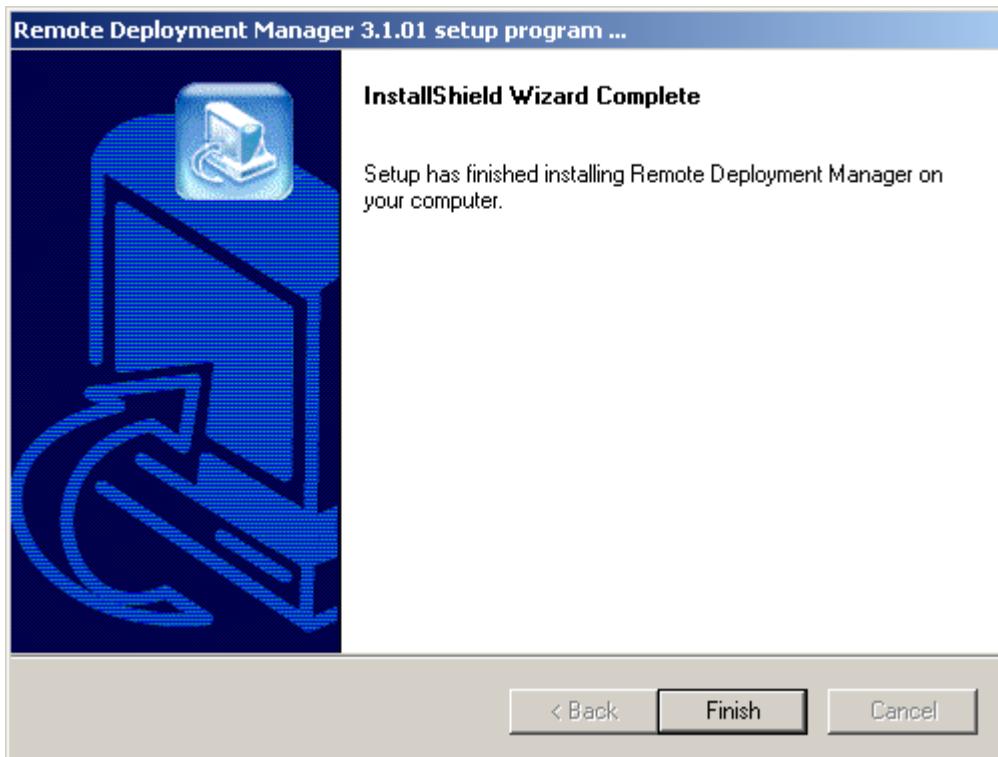 Remote Deployment Manager 3.1.01 setup program ...
InstallShield Wizard Complete
Setup has finished installing Remote Deployment Manager on
your computer.
< Back
Finish
Cancel